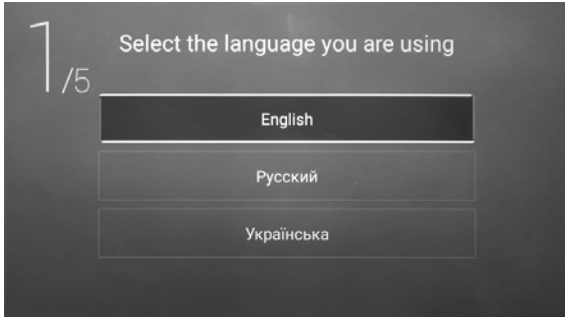 1/5
Select the language you are using
English
Русский
Українська